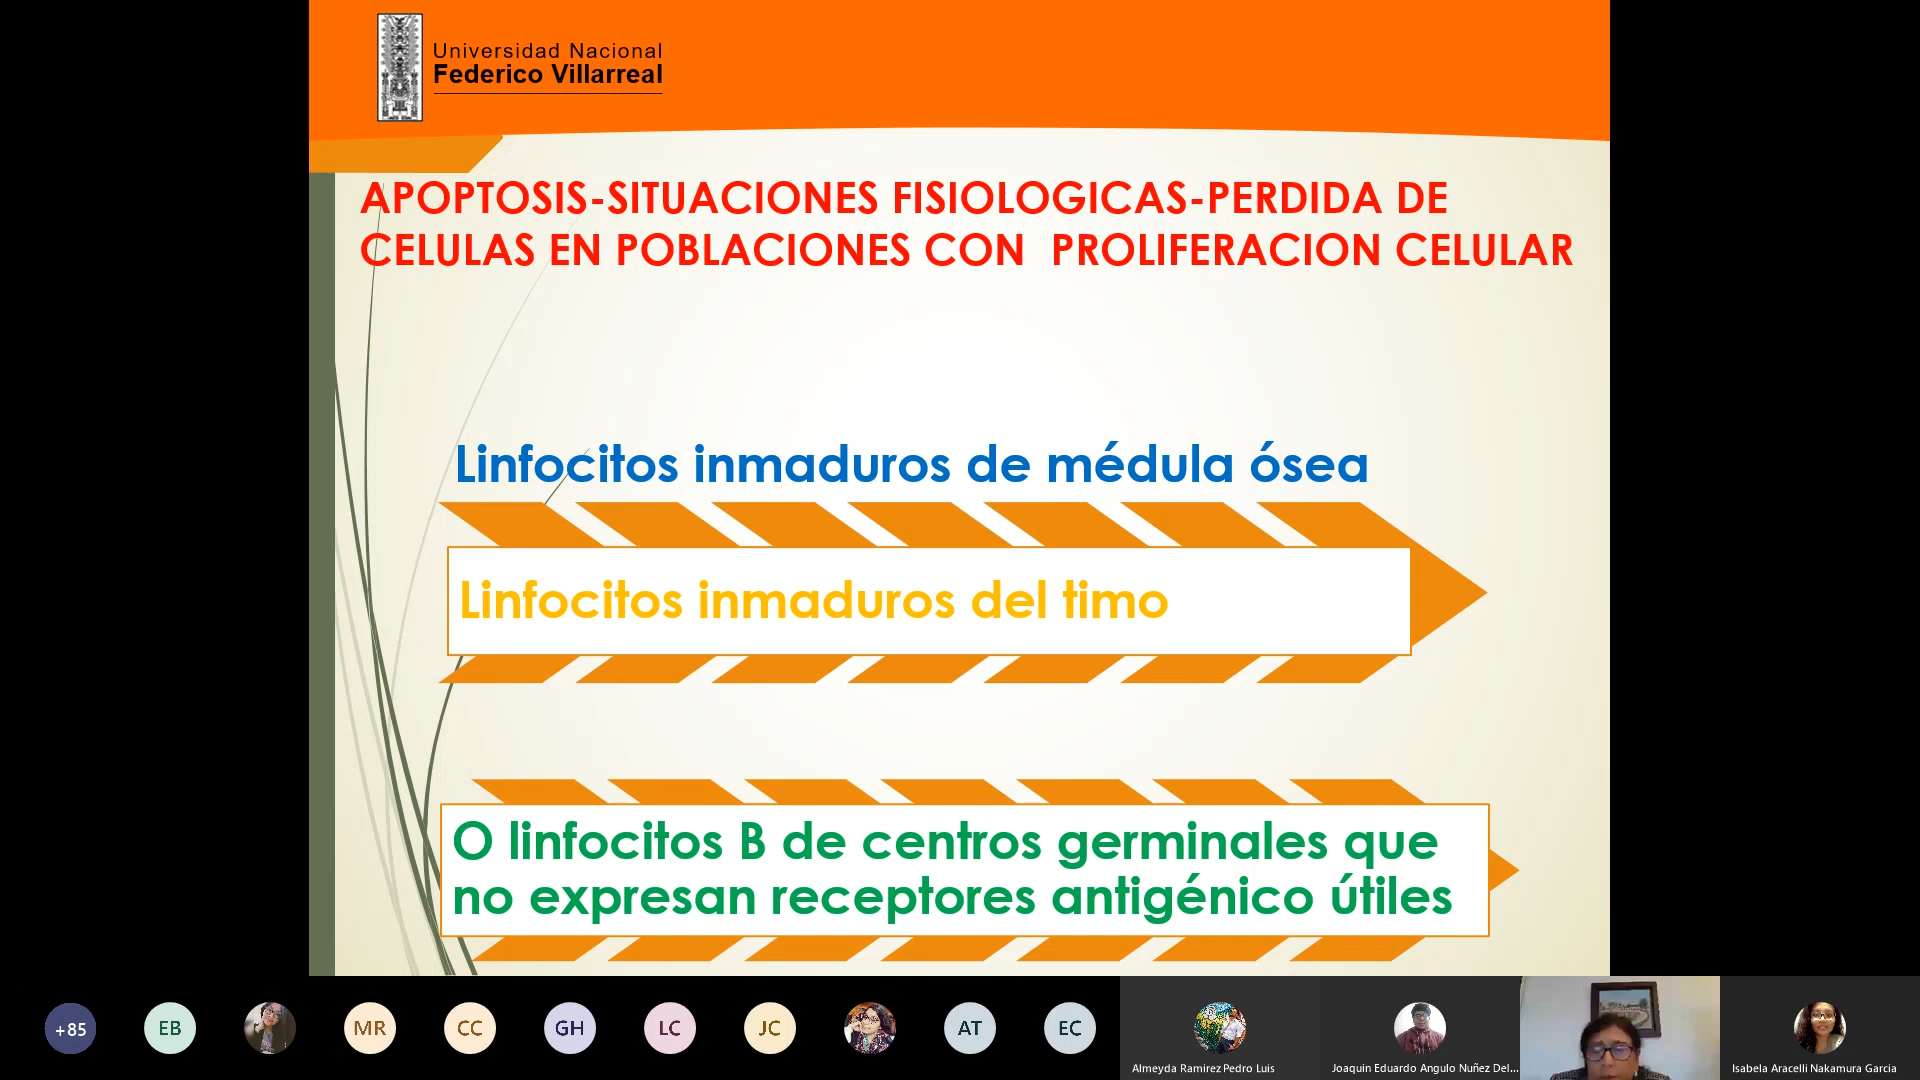 Universidad Nacional
Federico Villarreal
APOPTOSIS-SITUACIONES FISIOLOGICAS-PERDIDA DE
CELULAS EN POBLACIONES CON PROLIFERACION CELULAR
Linfocitos inmaduros de médula ósea
Linfocitos inmaduros del timo
O linfocitos B de centros germinales que
no expresan receptores antigénico útiles
+85
EB
MR
CC
GH
LC
JC
AT
EC
Almeyda Ramirez Pedro Luis
Joaquin Eduardo Angulo Nuñez Del...
Isabela Aracelli Nakamura Garcia